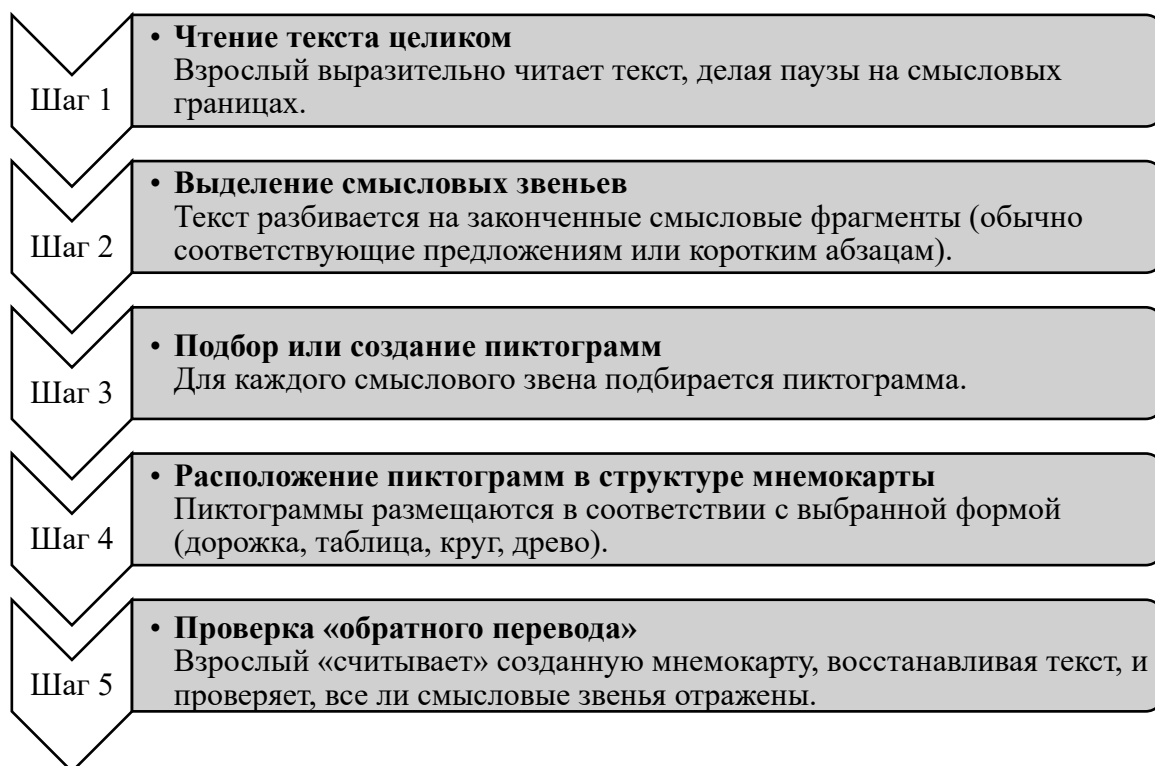 Шаг 1
• Чтение текста целиком
Взрослый выразительно читает текст, делая паузы на смысловых
границах.
Шаг 2
• Выделение смысловых звеньев
Текст разбивается на законченные смысловые фрагменты (обычно
соответствующие предложениям или коротким абзацам).
Шаг 3
• Подбор или создание пиктограмм
Для каждого смыслового звена подбирается пиктограмма.
Шаг 4
• Расположение пиктограмм в структуре мнемокарты
Пиктограммы размещаются в соответствии с выбранной формой
(дорожка, таблица, круг, древо).
Шаг 5
• Проверка «обратного перевода»
Взрослый «считывает» созданную мнемокарту, восстанавливая текст, и
проверяет, все ли смысловые звенья отражены.